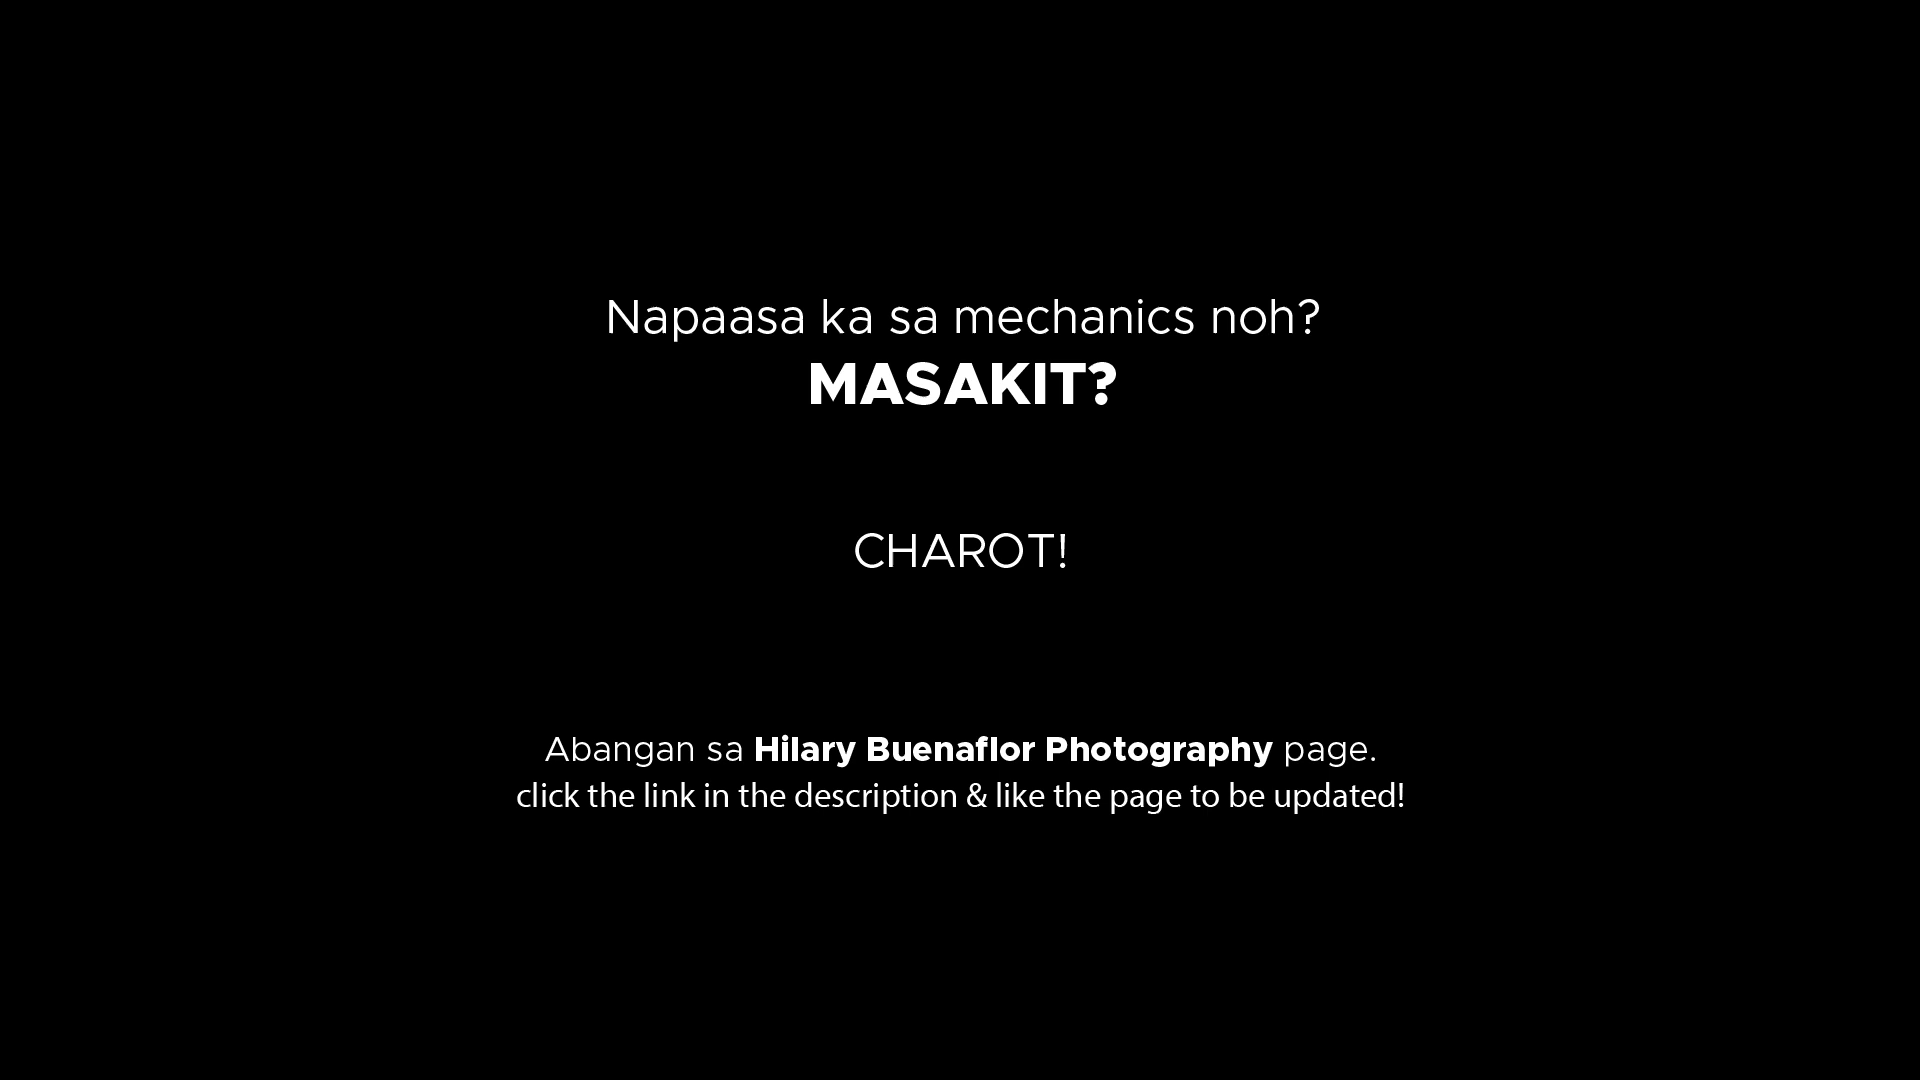 Napaasa ka sa mechanics noh?
MASAKIT?
CHAROT!
Abangan sa Hilary Buenaflor Photography page.
click the link in the description & like the page to be updated!